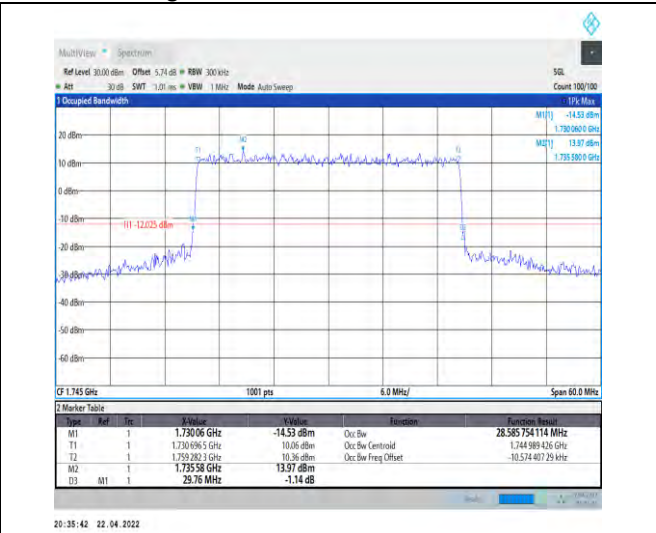 MultiView Spectrum
Ref Level 30.00 dBm Offset 5.74 dB RBW 300 kHz SGL
Att 30 dB SWT 1.01 ms VBW 1 MHz Mode Auto Sweep Count 100/100
1 Occupied Bandwidth 1Pk Max
M1[1] -14.53 dBm
1.730 060 0 GHz
M2[1] 13.97 dBm
1.735 580 0 GHz
20 dBm
M2
T1
T2
10 dBm
0 dBm
-10 dBm
M1
H1 -12.025 dBm
-20 dBm
-30 dBm
-40 dBm
-50 dBm
-60 dBm
CF 1.745 GHz 1001 pts 6.0 MHz/ Span 60.0 MHz
2 Marker Table
Type Ref Trc X-Value Y-Value Function Function Result
M1 1 1.73006 GHz -14.53 dBm Occ Bw 28.585 754 114 MHz
T1 1 1.730 696 5 GHz 10.06 dBm Occ Bw Centroid 1.744 989 426 GHz
T2 1 1.759 282 3 GHz 10.36 dBm Occ Bw Freq Offset -10.574 407 29 kHz
M2 1 1.73558 GHz 13.97 dBm
D3 M1 1 29.76 MHz -1.14 dB
20:35:42 22.04.2022